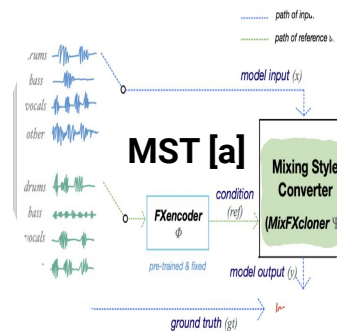 path of inpu.
path of reference
rums
bass
vocals
other
model input (x)
MST [a]
drums
bass
vocals
FXencoder
Φ
pre-trained & fixed
condition
(ref)
Mixing Style
Converter
(MixFXcloner Ψ
model output (y)
ground truth (gt)